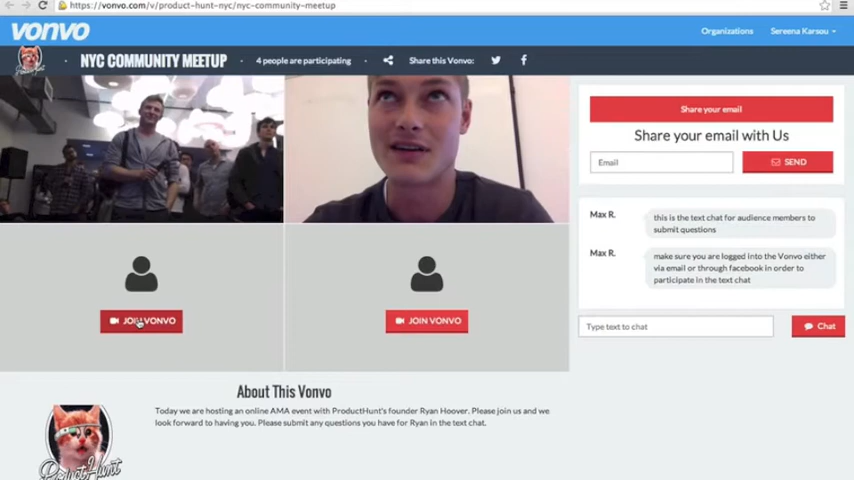 https://vonvo.com/v/product-hunt-nyc/nyc-community-meetup
vonvo
Organizations
Sereena Karsou
NYC COMMUNITY MEETUP
4 people are participating
Share this Vonvo:
Share your email
Share your email with Us
Email
SEND
Max R.
this is the text chat for audience members to
submit questions
Max R.
make sure you are logged into the Vonvo either
via email or through facebook in order to
participate in the text chat
JOIN VONVO
JOIN VONVO
Type text to chat
Chat
About This Vonvo
Today we are hosting an online AMA event with ProductHunt's founder Ryan Hoover. Please join us and we
look forward to having you. Please submit any questions you have for Ryan in the text chat.
Product Hunt